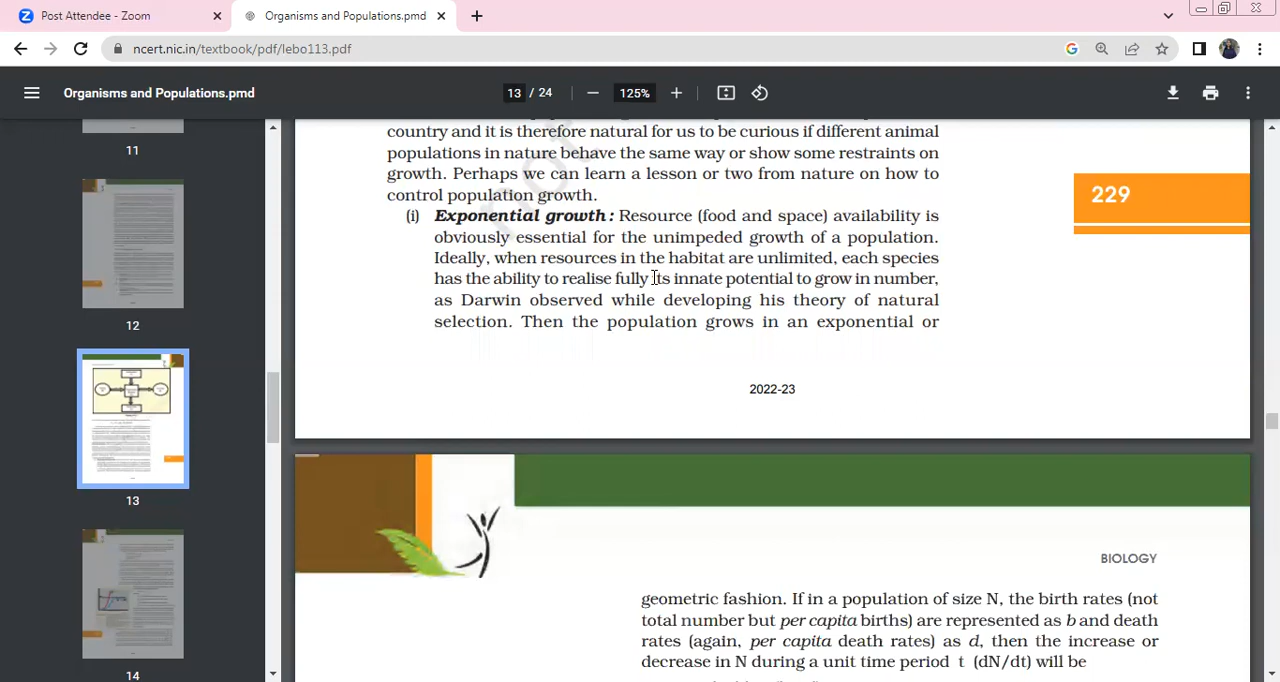 Post Attendee - Zoom
Organisms and Populations.pmd
ncert.nic.in/textbook/pdf/lebo113.pdf
Organisms and Populations.pmd
13 / 24
125%
11
12
13
14
country and it is therefore natural for us to be curious if different animal
populations in nature behave the same way or show some restraints on
growth. Perhaps we can learn a lesson or two from nature on how to
control population growth.
(i) Exponential growth: Resource (food and space) availability is
obviously essential for the unimpeded growth of a population.
Ideally, when resources in the habitat are unlimited, each species
has the ability to realise fully its innate potential to grow in number,
as Darwin observed while developing his theory of natural
selection. Then the population grows in an exponential or
229
2022-23
BIOLOGY
geometric fashion. If in a population of size N, the birth rates (not
total number but per capita births) are represented as b and death
rates (again, per capita death rates) as d, then the increase or
decrease in N during a unit time period t (dN/dt) will be